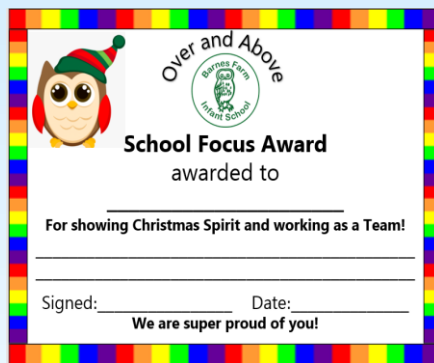 Over and Above
Barnes Farm
Infant School
School Focus Award
awarded to
For showing Christmas Spirit and working as a Team!
Signed: Date:
We are super proud of you!